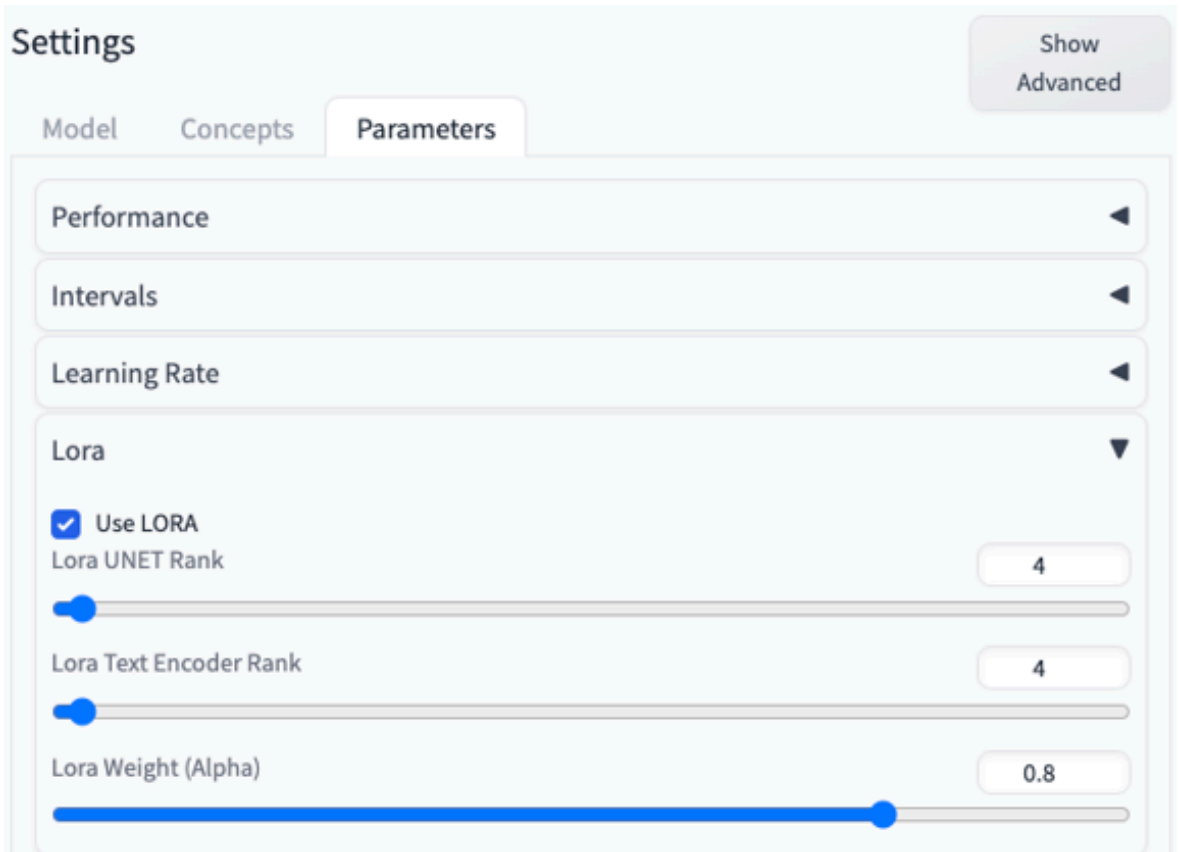 Settings
Show
Advanced
Model Concepts Parameters
Performance
Intervals
Learning Rate
Lora
Use LORA
Lora UNET Rank 4
Lora Text Encoder Rank 4
Lora Weight (Alpha) 0.8